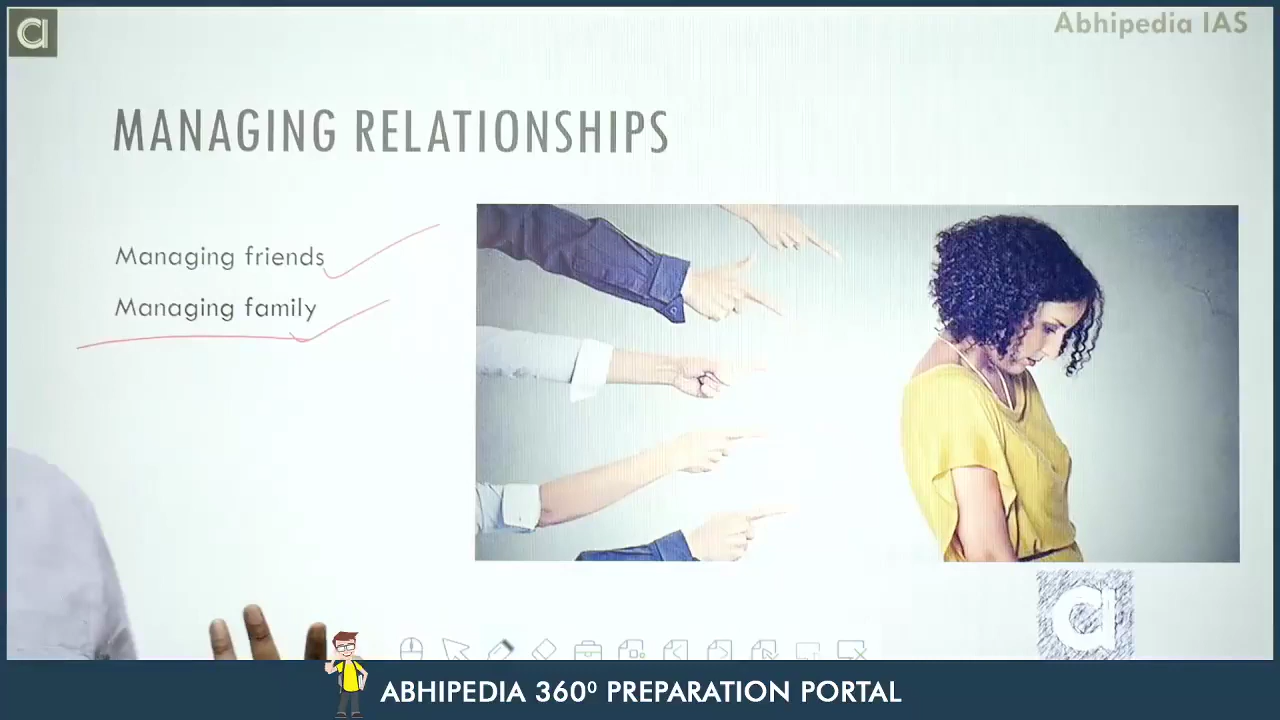 Abhipedia IAS
MANAGING RELATIONSHIPS
Managing friends
Managing family
ABHIPEDIA 360⁰ PREPARATION PORTAL